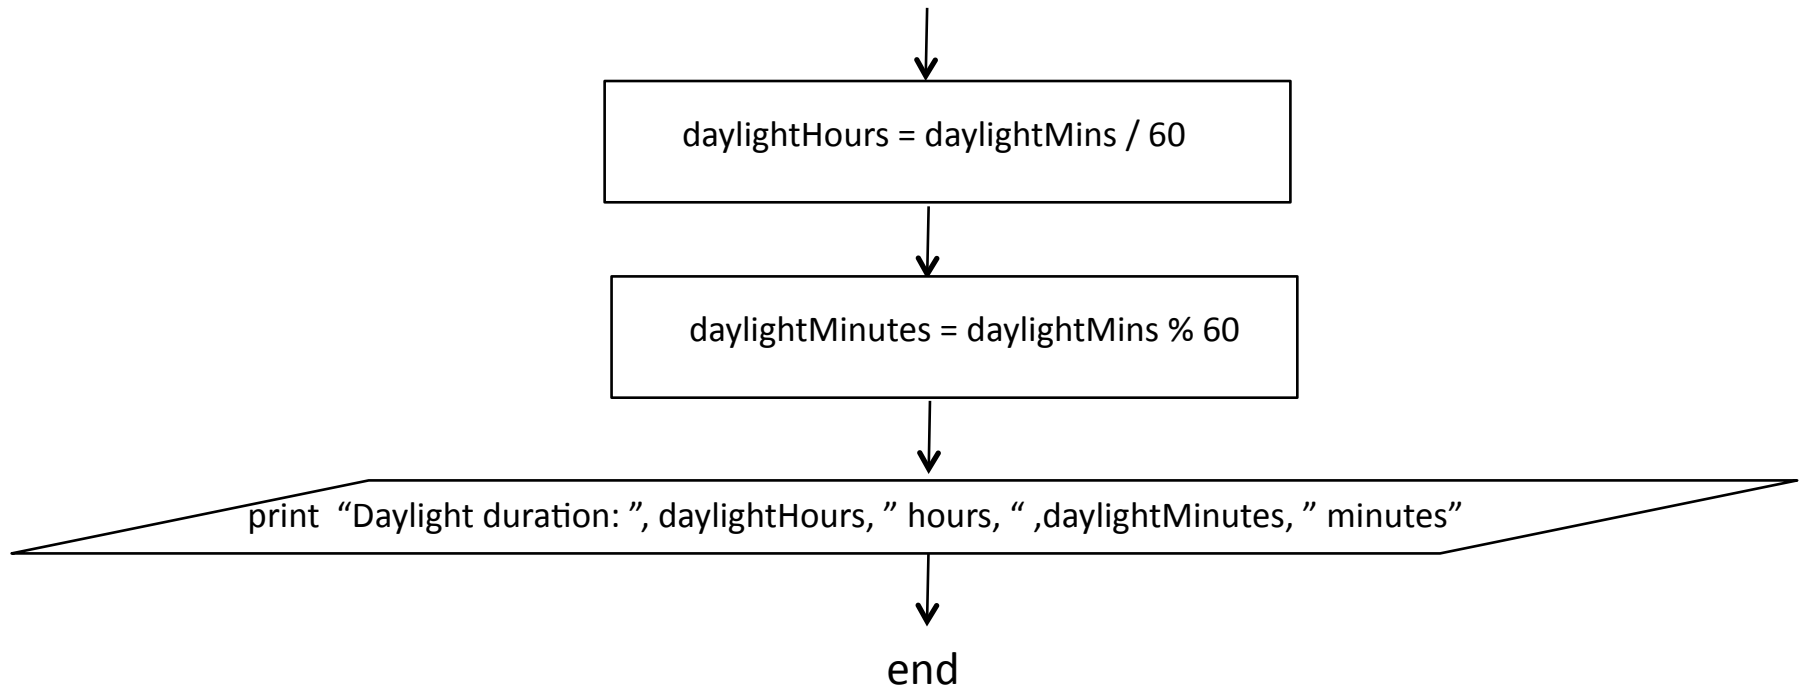 daylightHours = daylightMins / 60
daylightMinutes = daylightMins % 60
print  “Daylight duration: ”, daylightHours, ” hours, “ ,daylightMinutes, ” minutes”
end